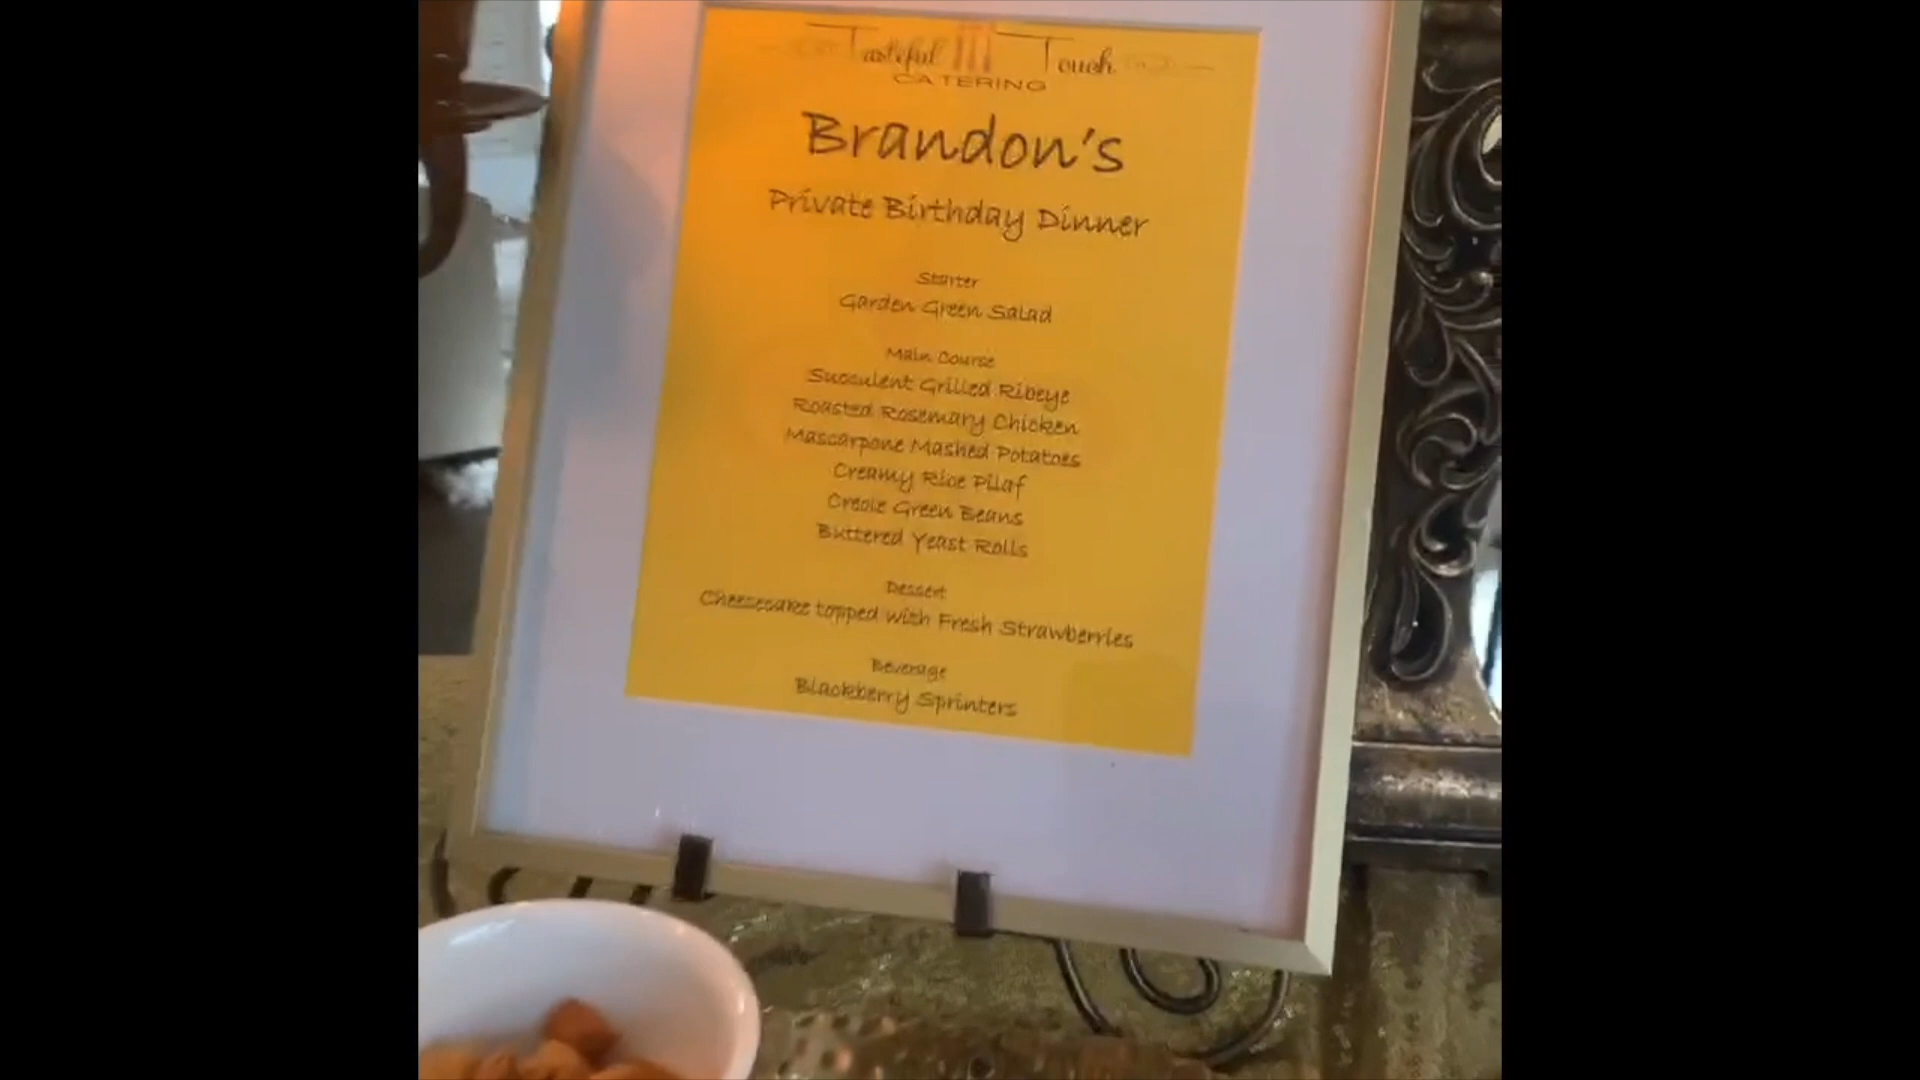 Tasteful Touch
CATERING
Brandon's
Private Birthday Dinner
Starter
Garden Green Salad
Main Course
Succulent Grilled Ribeye
Roasted Rosemary Chicken
Mascarpone Mashed Potatoes
Creamy Rice Pilaf
Creole Green Beans
Buttered Yeast Rolls
Dessert
Cheesecake topped with Fresh Strawberries
Beverage
Blackberry Sprinters